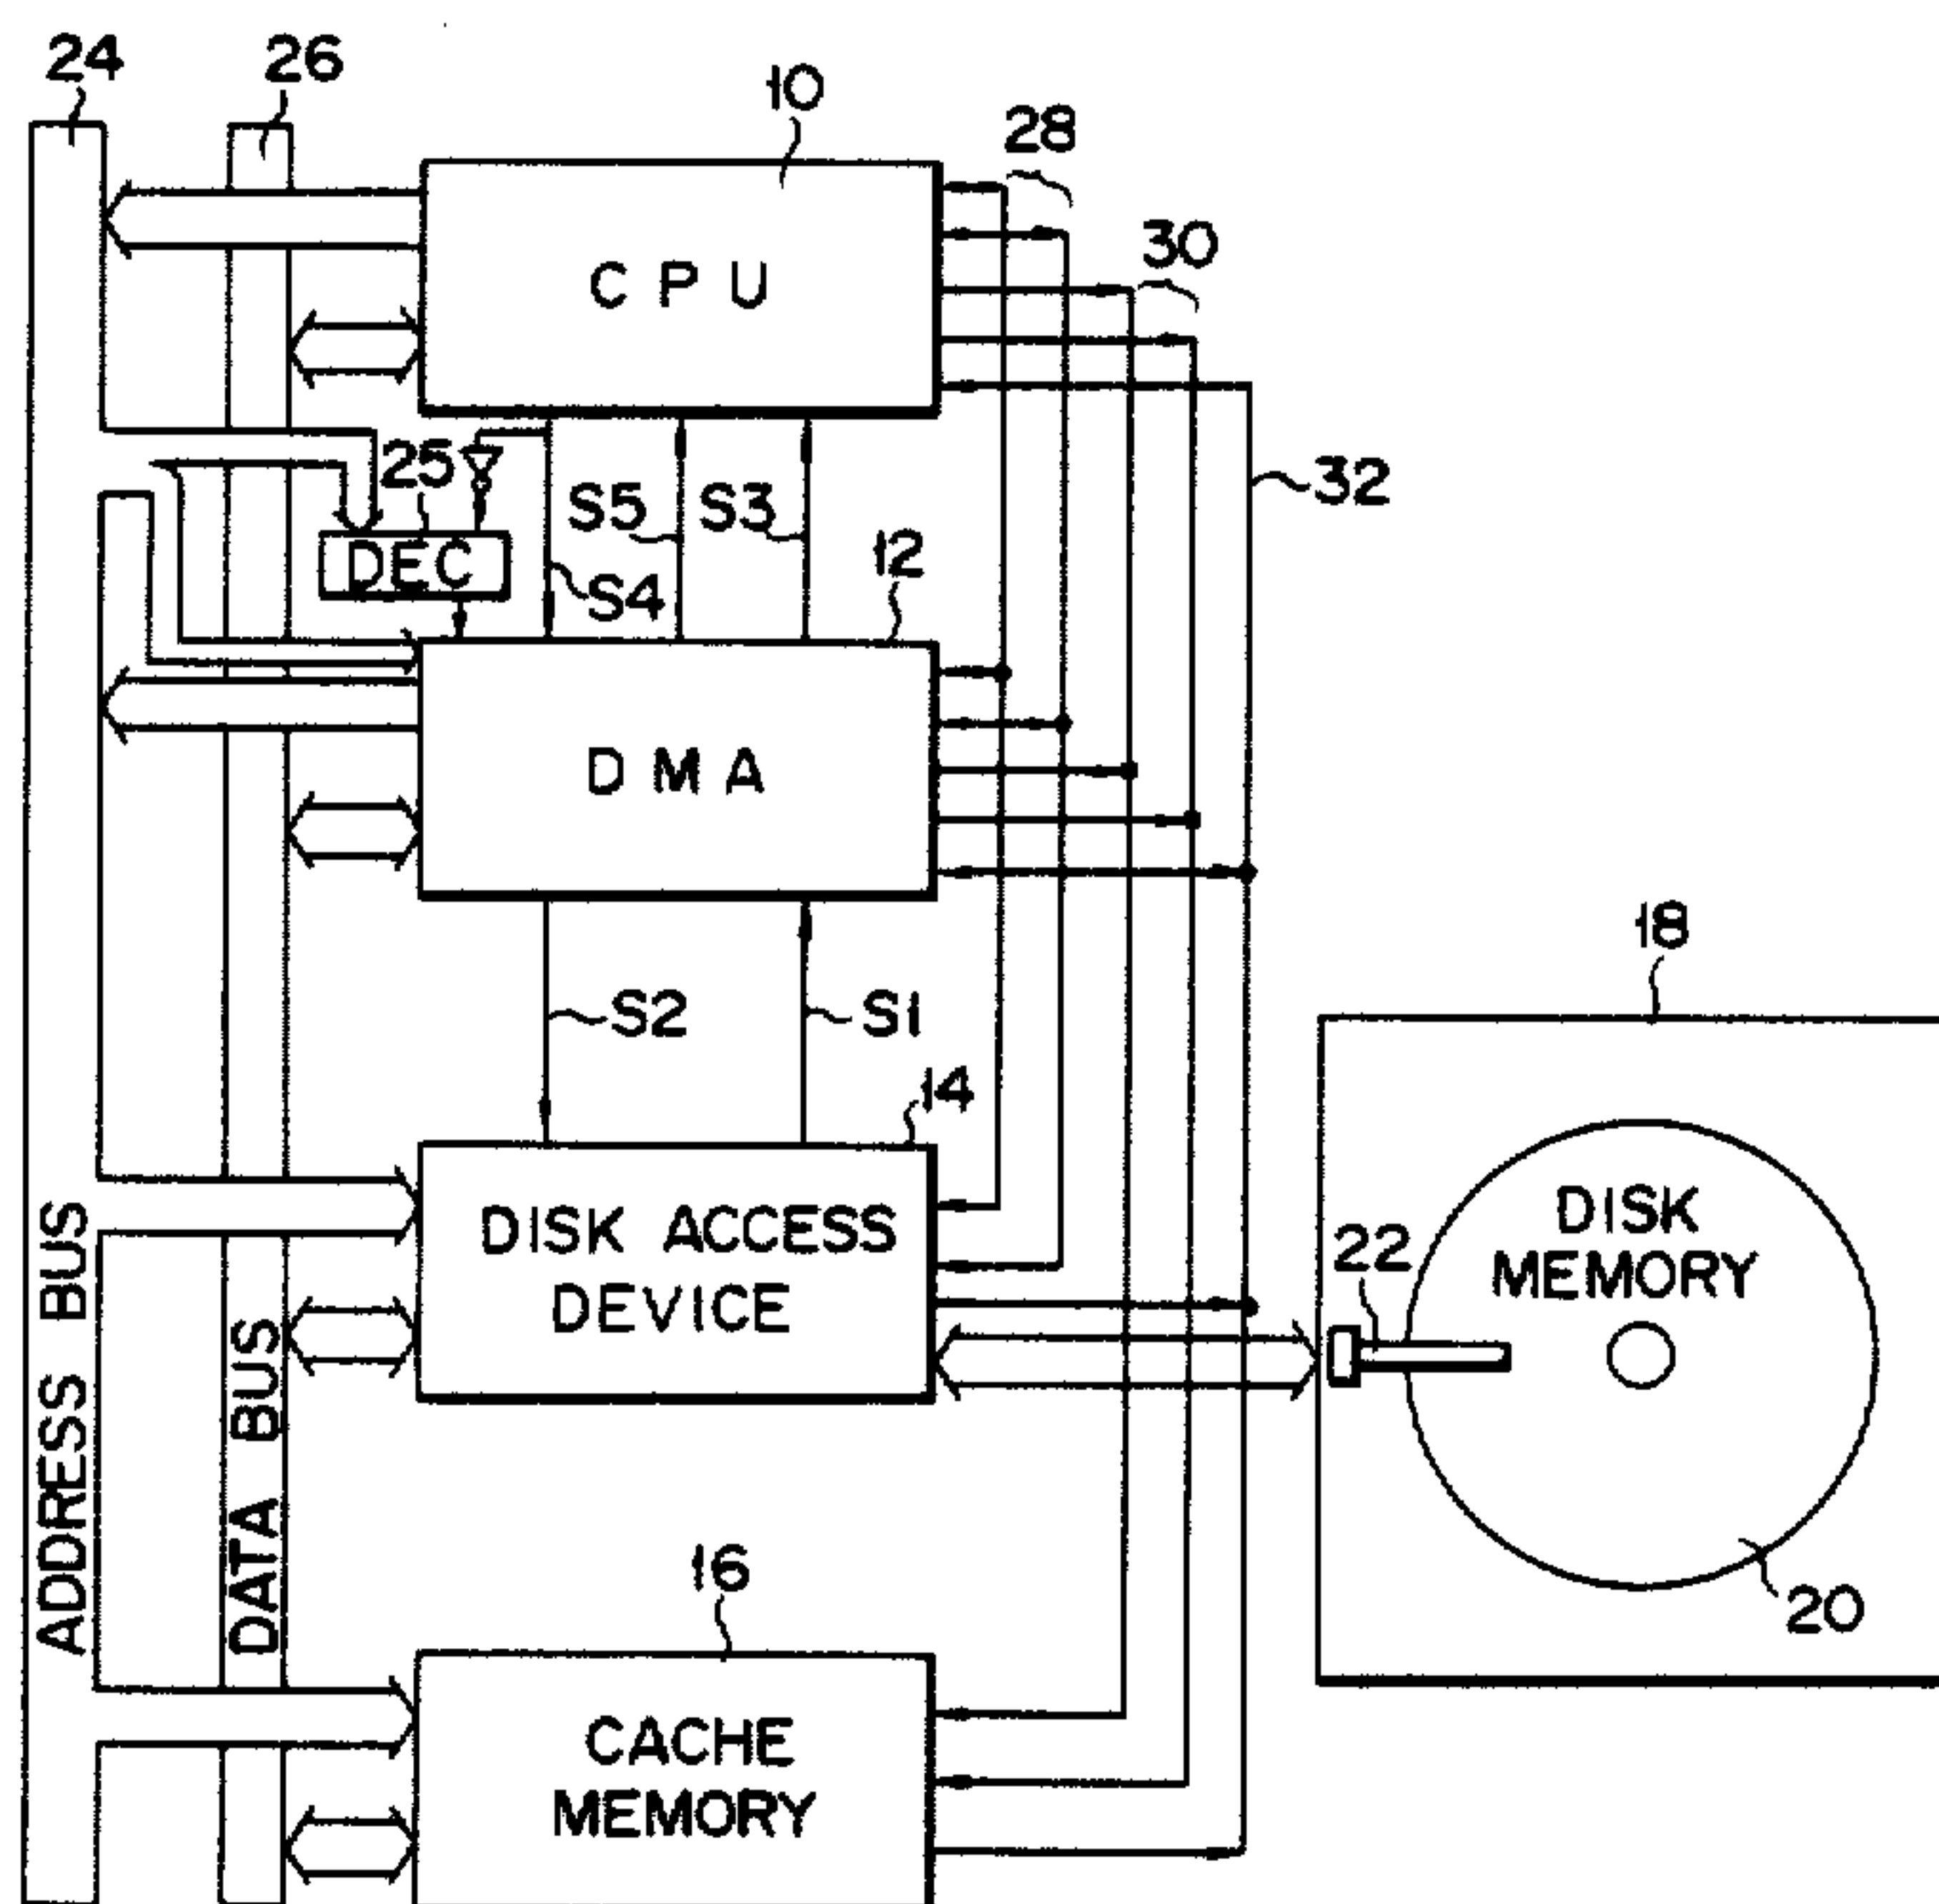 24
26
10
28
30
CPU
25
S5
S3
32
DEC
S4
12
DMA
18
S2
S1
14
DISK ACCESS
DEVICE
DISK
MEMORY
22
ADDRESS BUS
DATA BUS
16
20
CACHE
MEMORY